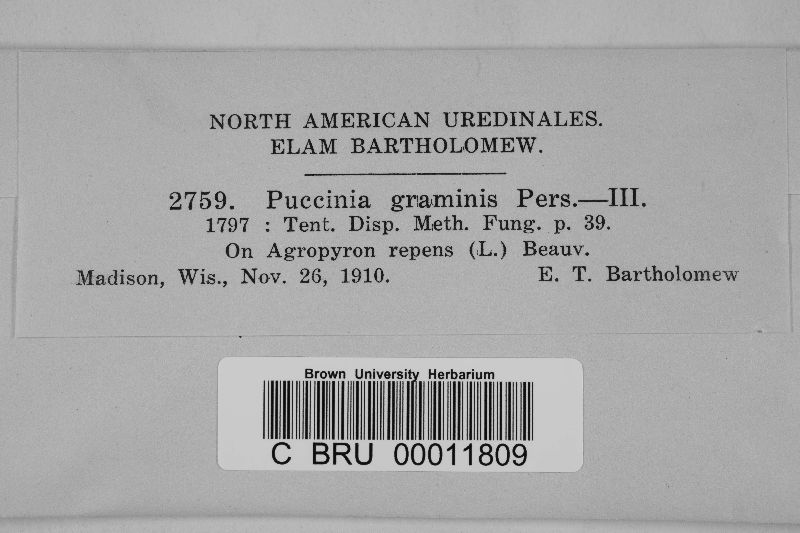 NORTH AMERICAN UREDINALES.
ELAM BARTHOLOMEW.
2759. Puccinia graminis Pers.—III.
1797 : Tent. Disp. Meth. Fung. p. 39.
On Agropyron repens (L.) Beauv.
Madison, Wis., Nov. 26, 1910. E. T. Bartholomew
Brown University Herbarium
C BRU 00011809